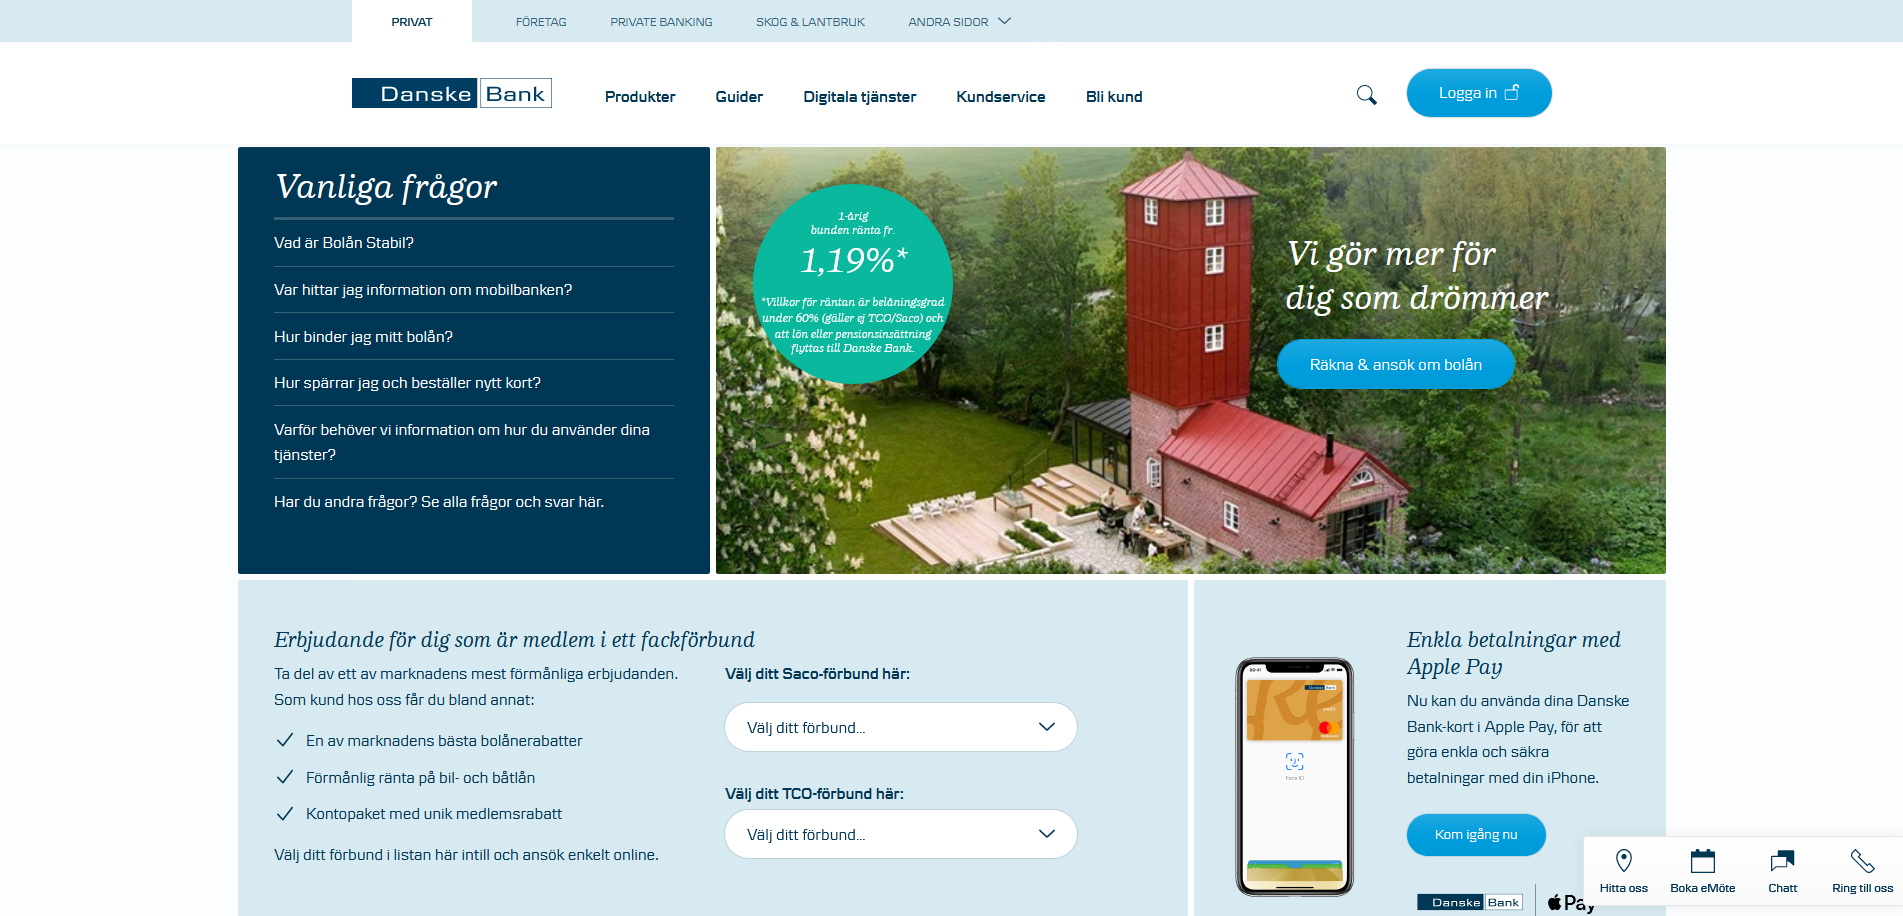 PRIVAT
FÖRETAG
PRIVATE BANKING
SKOG & LANTBRUK
ANDRA SIDOR
Danske Bank
Produkter
Guider
Digitala tjänster
Kundservice
Bli kund
Logga in
Vanliga frågor
Vad är Bolån Stabil?
Var hittar jag information om mobilbanken?
Hur binder jag mitt bolån?
Hur spärrar jag och beställer nytt kort?
Varför behöver vi information om hur du använder dina
tjänster?
Har du andra frågor? Se alla frågor och svar här.
1-årig
bunden ränta fr.
1,19%*
*Villkor för räntan är belåningsgrad
under 60% (gäller ej TCO/Saco) och
att lön eller pensionsinsättning
flyttas till Danske Bank.
Vi gör mer för
dig som drömmer
Räkna & ansök om bolån
Erbjudande för dig som är medlem i ett fackförbund
Ta del av ett av marknadens mest förmånliga erbjudanden.
Som kund hos oss får du bland annat:
En av marknadens bästa bolånerabatter
Förmånlig ränta på bil- och båtlån
Kontopaket med unik medlemsrabatt
Välj ditt förbund i listan här intill och ansök enkelt online.
Välj ditt Saco-förbund här:
Välj ditt förbund...
Välj ditt TCO-förbund här:
Välj ditt förbund...
09:41
Danske Bank
Face ID
Enkla betalningar med
Apple Pay
Nu kan du använda dina Danske
Bank-kort i Apple Pay, för att
göra enkla och säkra
betalningar med din iPhone.
Kom igång nu
Danske Bank
Pay
Hitta oss
Boka eMöte
Chatt
Ring till oss